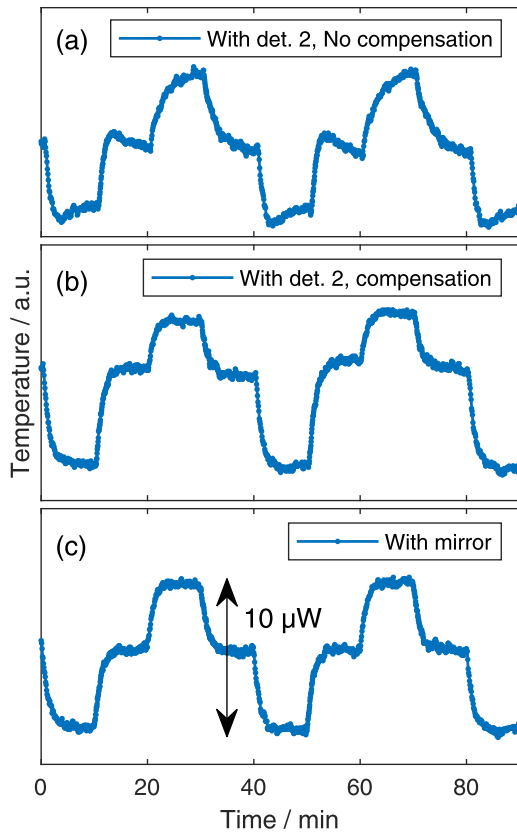 (a)
With det. 2, No compensation
(b)
With det. 2, compensation
Temperature / a.u.
(c)
With mirror
10 µW
0 20 40 60 80
Time / min